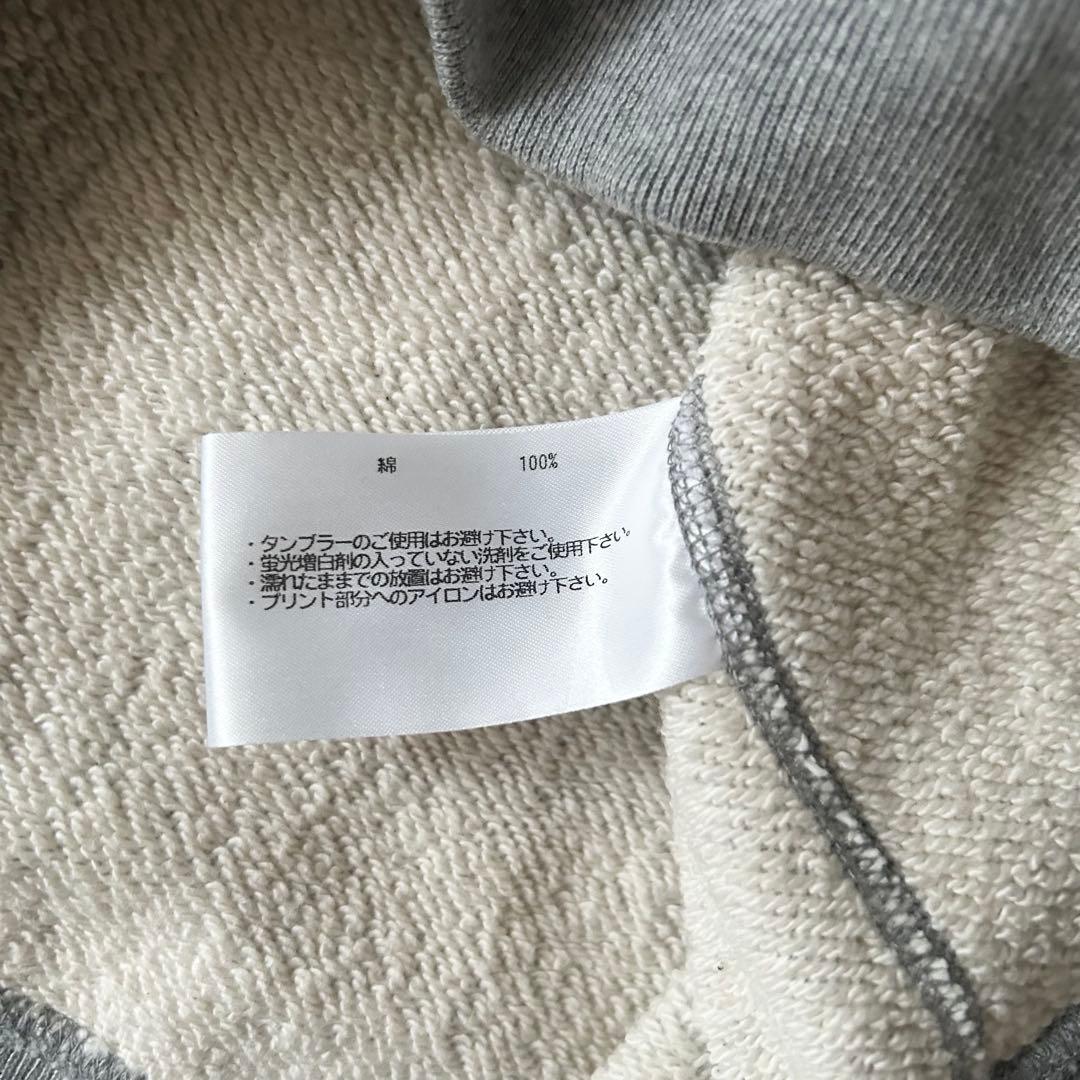 綿 100%
・タンブラーのご使用はお避け下さい。
・蛍光増白剤の入っていない洗剤をご使用下さい。
・濡れたままでの放置はお避け下さい。
・プリント部分へのアイロンはお避け下さい。